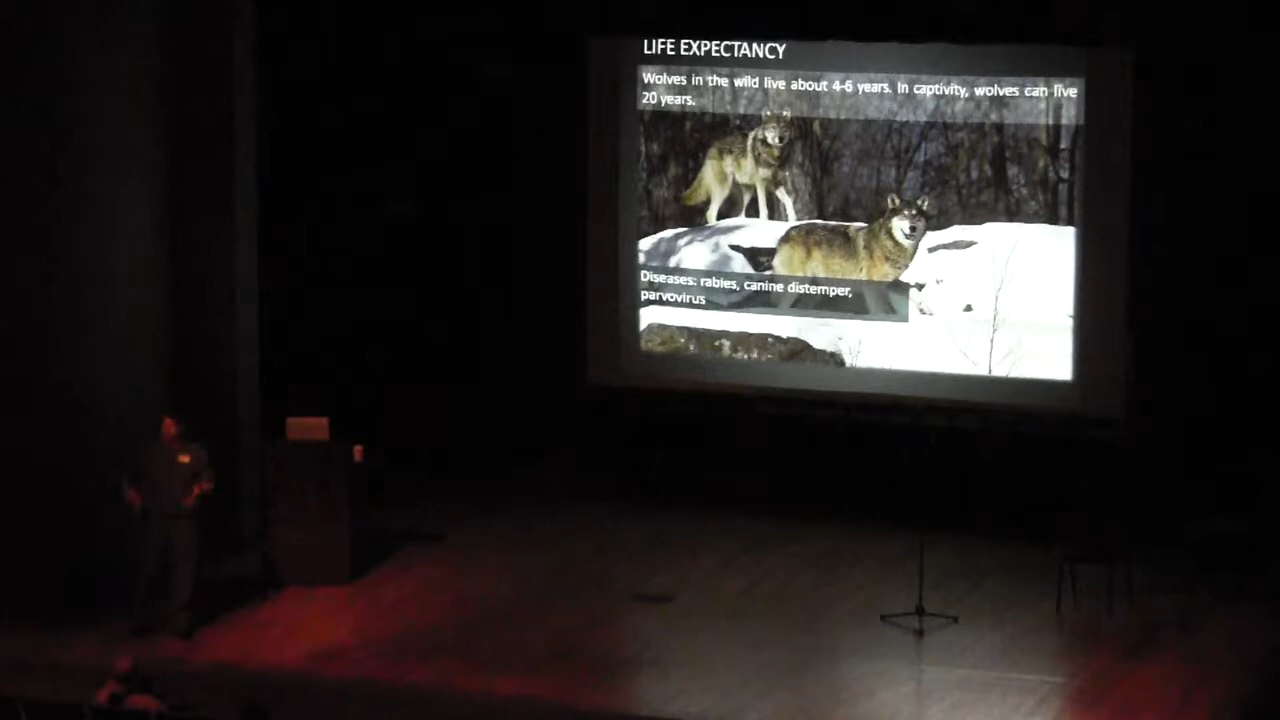 LIFE EXPECTANCY
Wolves in the wild live about 4-6 years. In captivity, wolves can live
20 years.
Diseases: rabies, canine distemper,
parvovirus